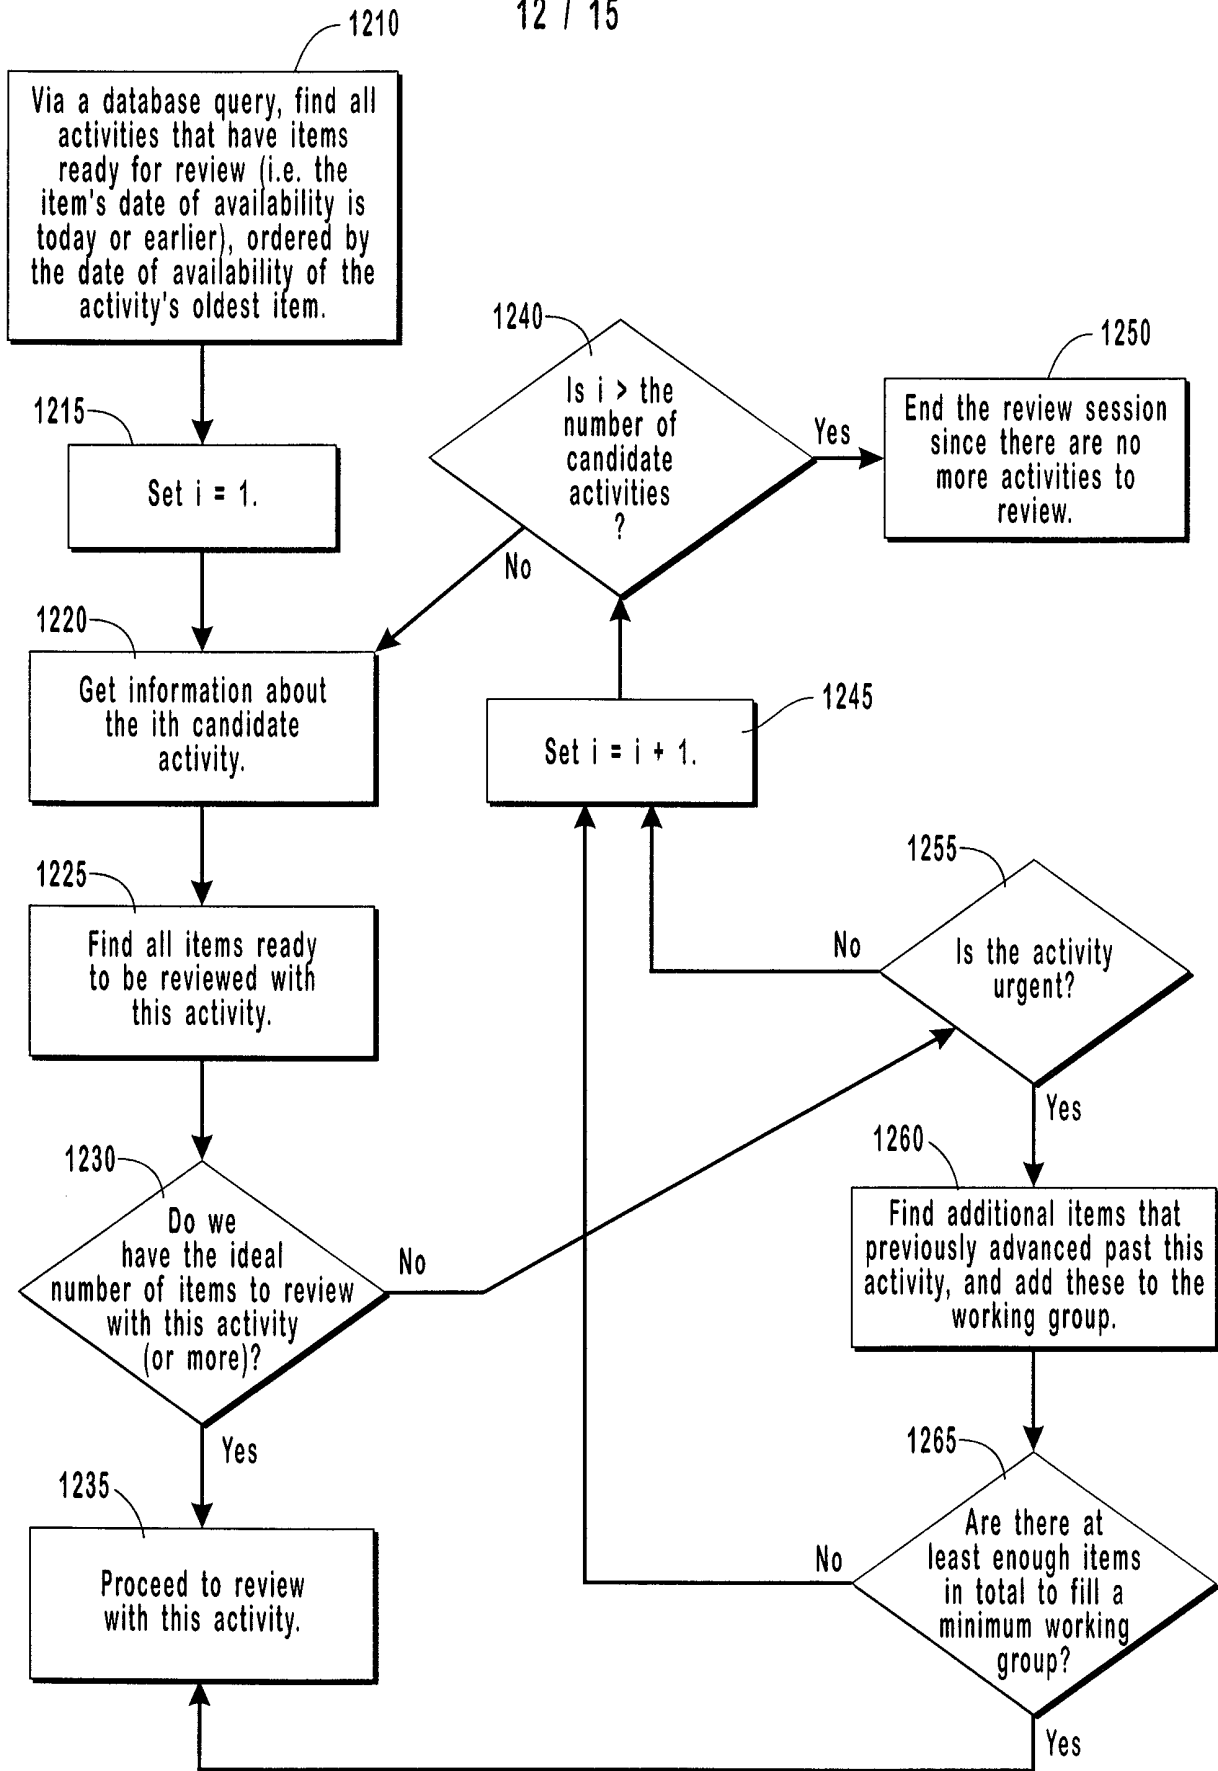 12 / 15
1210
Via a database query, find all
activities that have items
ready for review (i.e. the
item's date of availability is
today or earlier), ordered by
the date of availability of the
activity's oldest item.
1215
Set i = 1.
1220
Get information about
the ith candidate
activity.
1225
Find all items ready
to be reviewed with
this activity.
1230
Do we
have the ideal
number of items to review
with this activity
(or more)?
No
Yes
1235
Proceed to review
with this activity.
1240
Is i > the
number of
candidate
activities
?
Yes
No
1250
End the review session
since there are no
more activities to
review.
1245
Set i = i + 1.
1255
Is the activity
urgent?
No
Yes
1260
Find additional items that
previously advanced past this
activity, and add these to the
working group.
1265
Are there at
least enough items
in total to fill a
minimum working
group?
No
Yes